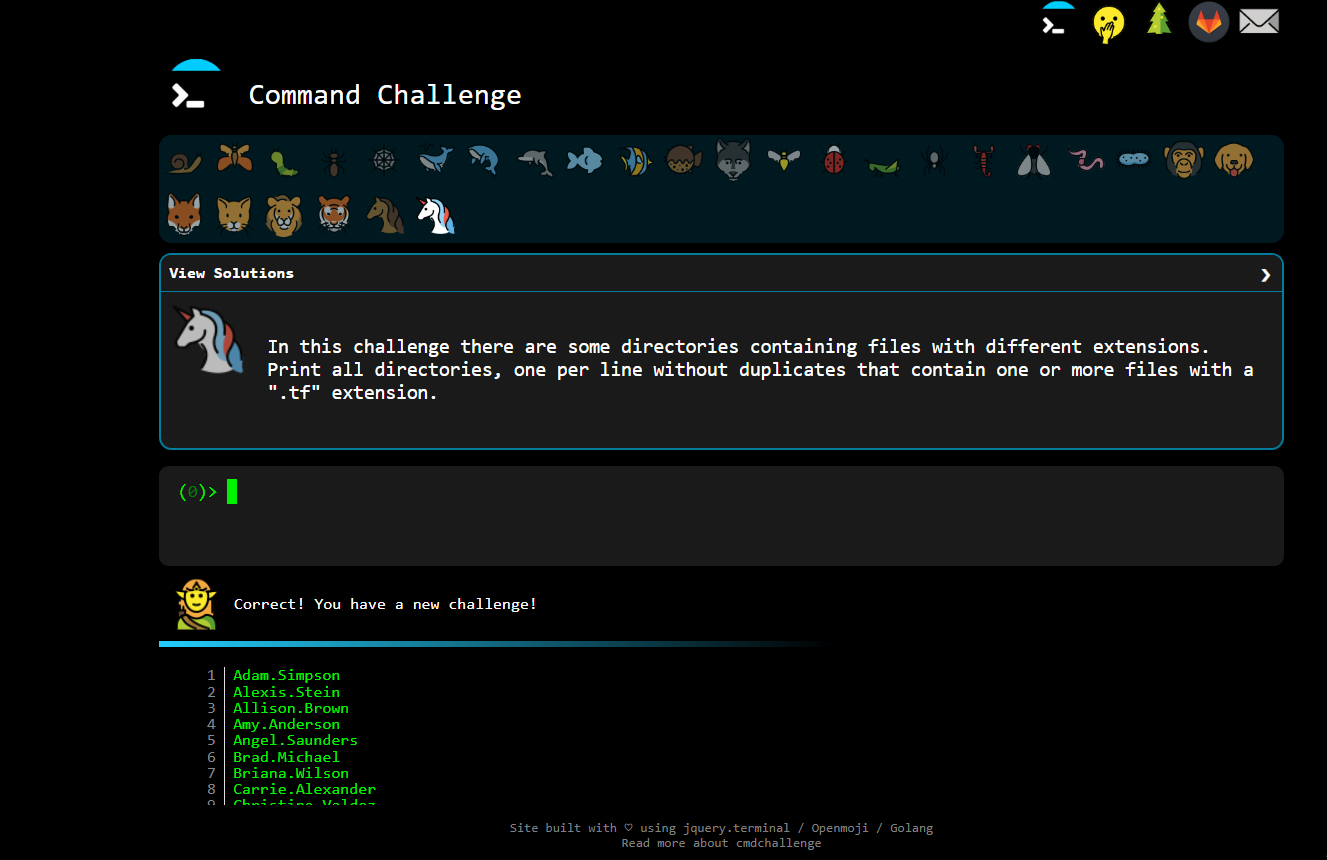 Command Challenge
View Solutions ❯
In this challenge there are some directories containing files with different extensions.
Print all directories, one per line without duplicates that contain one or more files with a
".tf" extension.
(0)>
Correct! You have a new challenge!
1 Adam.Simpson
2 Alexis.Stein
3 Allison.Brown
4 Amy.Anderson
5 Angel.Saunders
6 Brad.Michael
7 Briana.Wilson
8 Carrie.Alexander
9 Christine.Valdez
Site built with ♡ using jquery.terminal / Openmoji / Golang
Read more about cmdchallenge